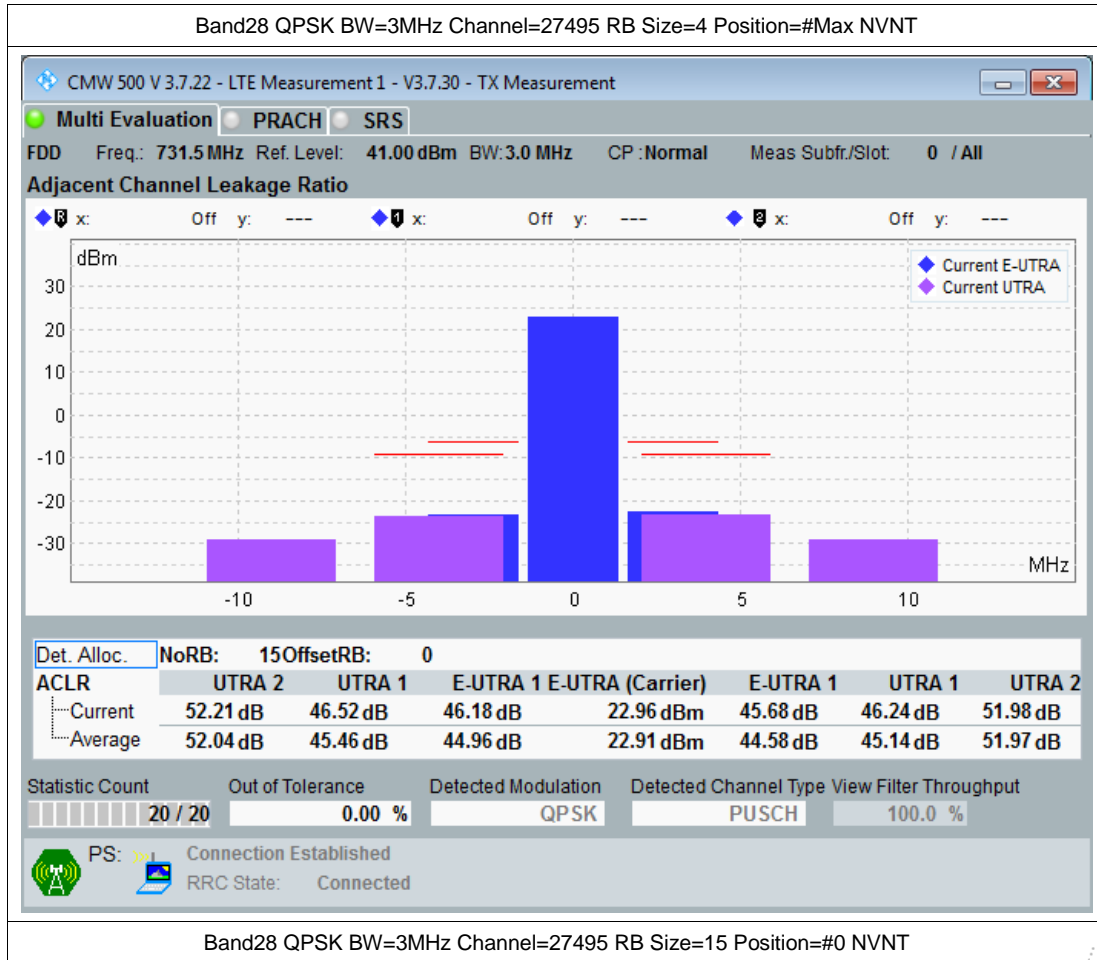 Band28 QPSK BW=3MHz Channel=27495 RB Size=4 Position=#Max NVNT
CMW 500 V 3.7.22 - LTE Measurement 1 - V3.7.30 - TX Measurement
Multi Evaluation PRACH SRS
FDD Freq.: 731.5 MHz Ref. Level: 41.00 dBm BW: 3.0 MHz CP : Normal Meas Subfr./Slot: 0 / All
Adjacent Channel Leakage Ratio
R x: Off y: --- 1 x: Off y: --- 2 x: Off y: ---
dBm
Current E-UTRA
Current UTRA
30
20
10
0
-10
-20
-30
MHz
-10 -5 0 5 10
Det. Alloc. NoRB: 15 OffsetRB: 0
ACLR UTRA 2 UTRA 1 E-UTRA 1 E-UTRA (Carrier) E-UTRA 1 UTRA 1 UTRA 2
Current 52.21 dB 46.52 dB 46.18 dB 22.96 dBm 45.68 dB 46.24 dB 51.98 dB
Average 52.04 dB 45.46 dB 44.96 dB 22.91 dBm 44.58 dB 45.14 dB 51.97 dB
Statistic Count Out of Tolerance Detected Modulation Detected Channel Type View Filter Throughput
20 / 20 0.00 % QPSK PUSCH 100.0 %
PS: Connection Established
RRC State: Connected
Band28 QPSK BW=3MHz Channel=27495 RB Size=15 Position=#0 NVNT